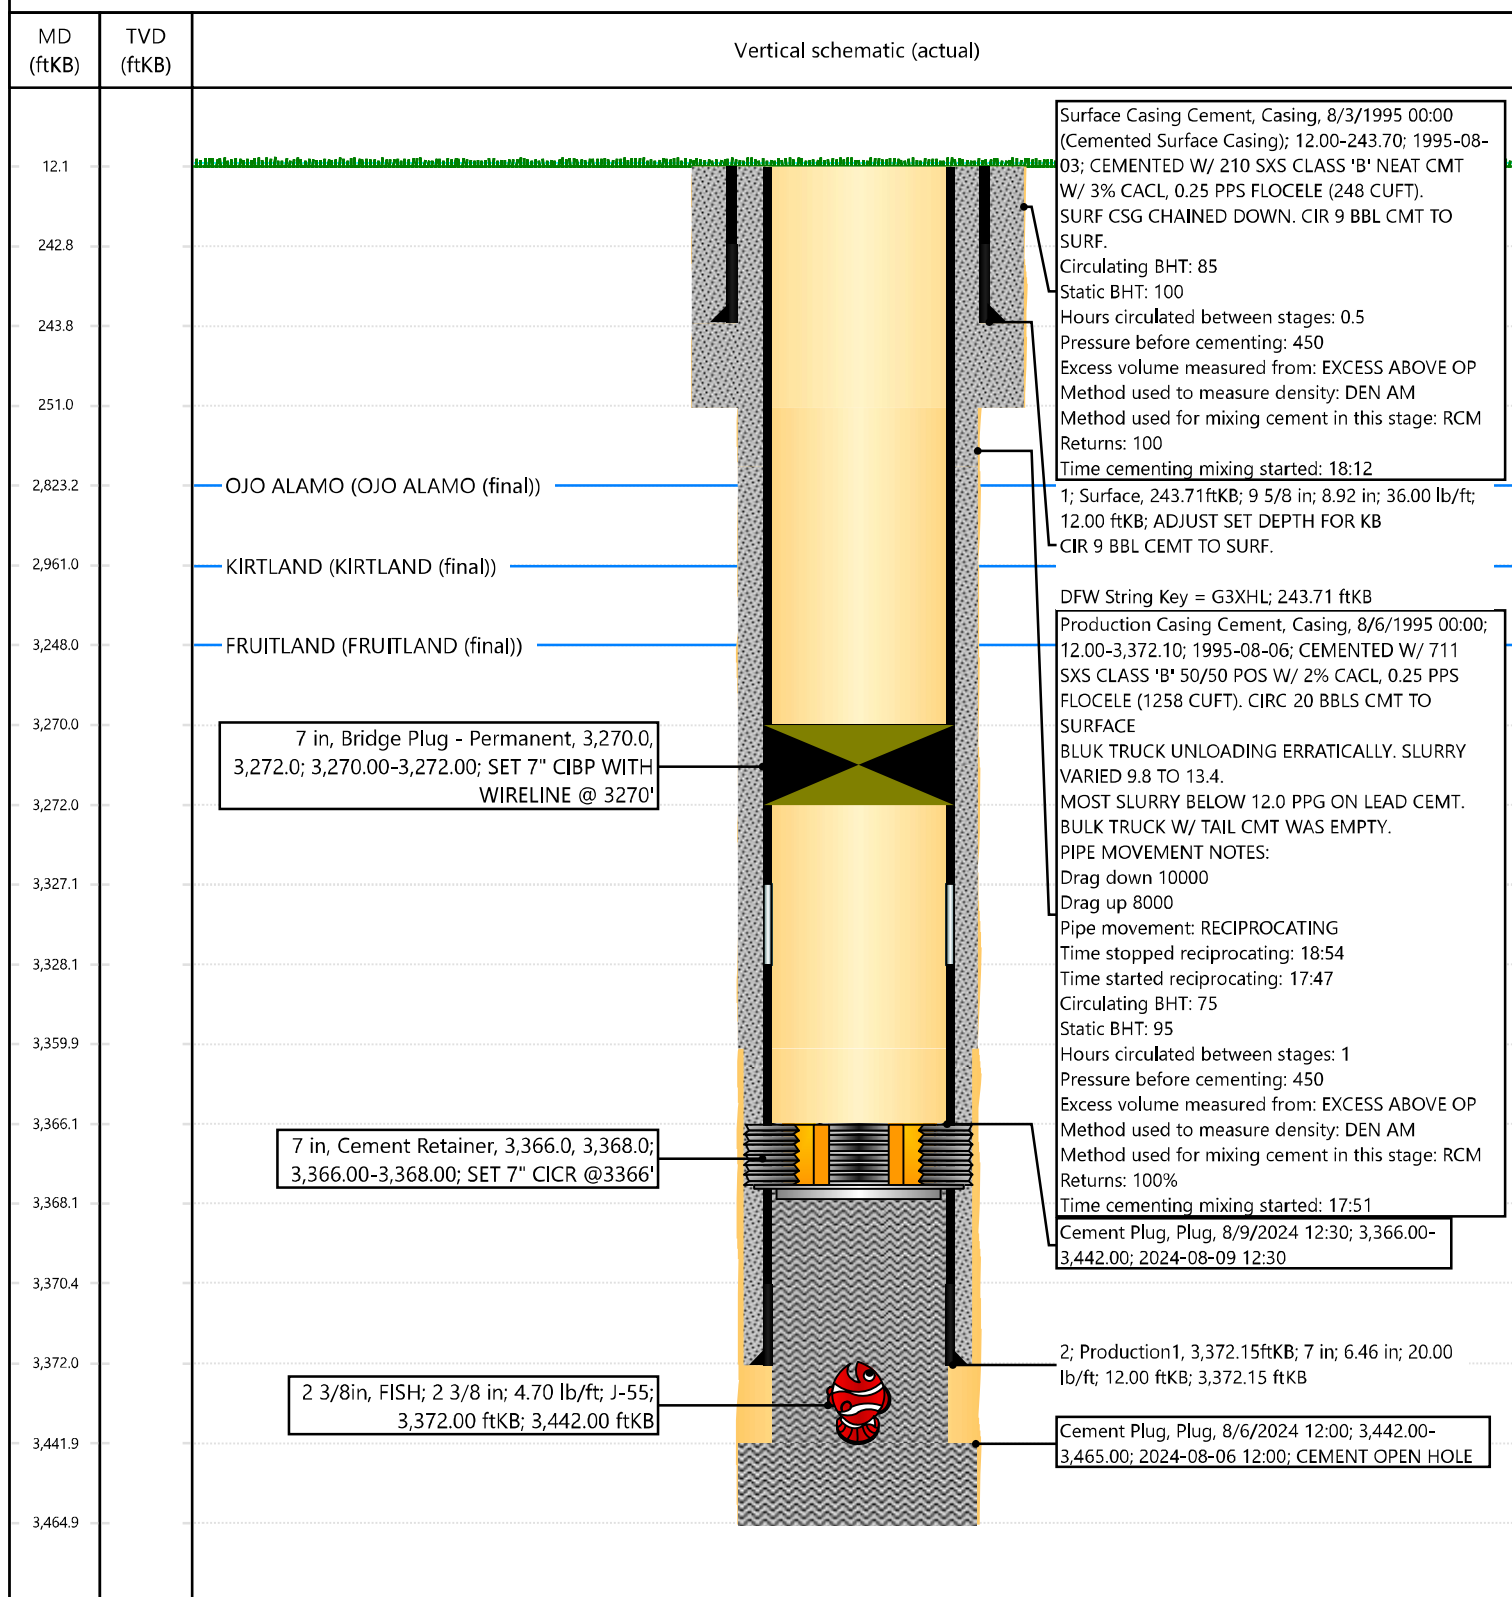 MD
(ftKB)
TVD
(ftKB)
Vertical schematic (actual)
12.1
242.8
243.8
251.0
2,823.2
2,961.0
3,248.0
3,270.0
3,272.0
3,327.1
3,328.1
3,359.9
3,366.1
3,368.1
3,370.4
3,372.0
3,441.9
3,464.9
OJO ALAMO (OJO ALAMO (final))
KIRTLAND (KIRTLAND (final))
FRUITLAND (FRUITLAND (final))
7 in, Bridge Plug - Permanent, 3,270.0,
3,272.0; 3,270.00-3,272.00; SET 7" CIBP WITH
WIRELINE @ 3270'
7 in, Cement Retainer, 3,366.0, 3,368.0;
3,366.00-3,368.00; SET 7" CICR @3366'
2 3/8in, FISH; 2 3/8 in; 4.70 lb/ft; J-55;
3,372.00 ftKB; 3,442.00 ftKB
Surface Casing Cement, Casing, 8/3/1995 00:00
(Cemented Surface Casing); 12.00-243.70; 1995-08-
03; CEMENTED W/ 210 SXS CLASS 'B' NEAT CMT
W/ 3% CACL, 0.25 PPS FLOCELE (248 CUFT).
SURF CSG CHAINED DOWN. CIR 9 BBL CMT TO
SURF.
Circulating BHT: 85
Static BHT: 100
Hours circulated between stages: 0.5
Pressure before cementing: 450
Excess volume measured from: EXCESS ABOVE OP
Method used to measure density: DEN AM
Method used for mixing cement in this stage: RCM
Returns: 100
Time cementing mixing started: 18:12
1; Surface, 243.71ftKB; 9 5/8 in; 8.92 in; 36.00 lb/ft;
12.00 ftKB; ADJUST SET DEPTH FOR KB
CIR 9 BBL CEMT TO SURF.
DFW String Key = G3XHL; 243.71 ftKB
Production Casing Cement, Casing, 8/6/1995 00:00;
12.00-3,372.10; 1995-08-06; CEMENTED W/ 711
SXS CLASS 'B' 50/50 POS W/ 2% CACL, 0.25 PPS
FLOCELE (1258 CUFT). CIRC 20 BBLS CMT TO
SURFACE
BLUK TRUCK UNLOADING ERRATICALLY. SLURRY
VARIED 9.8 TO 13.4.
MOST SLURRY BELOW 12.0 PPG ON LEAD CEMT.
BULK TRUCK W/ TAIL CMT WAS EMPTY.
PIPE MOVEMENT NOTES:
Drag down 10000
Drag up 8000
Pipe movement: RECIPROCATING
Time stopped reciprocating: 18:54
Time started reciprocating: 17:47
Circulating BHT: 75
Static BHT: 95
Hours circulated between stages: 1
Pressure before cementing: 450
Excess volume measured from: EXCESS ABOVE OP
Method used to measure density: DEN AM
Method used for mixing cement in this stage: RCM
Returns: 100%
Time cementing mixing started: 17:51
Cement Plug, Plug, 8/9/2024 12:30; 3,366.00-
3,442.00; 2024-08-09 12:30
2; Production1, 3,372.15ftKB; 7 in; 6.46 in; 20.00
lb/ft; 12.00 ftKB; 3,372.15 ftKB
Cement Plug, Plug, 8/6/2024 12:00; 3,442.00-
3,465.00; 2024-08-06 12:00; CEMENT OPEN HOLE